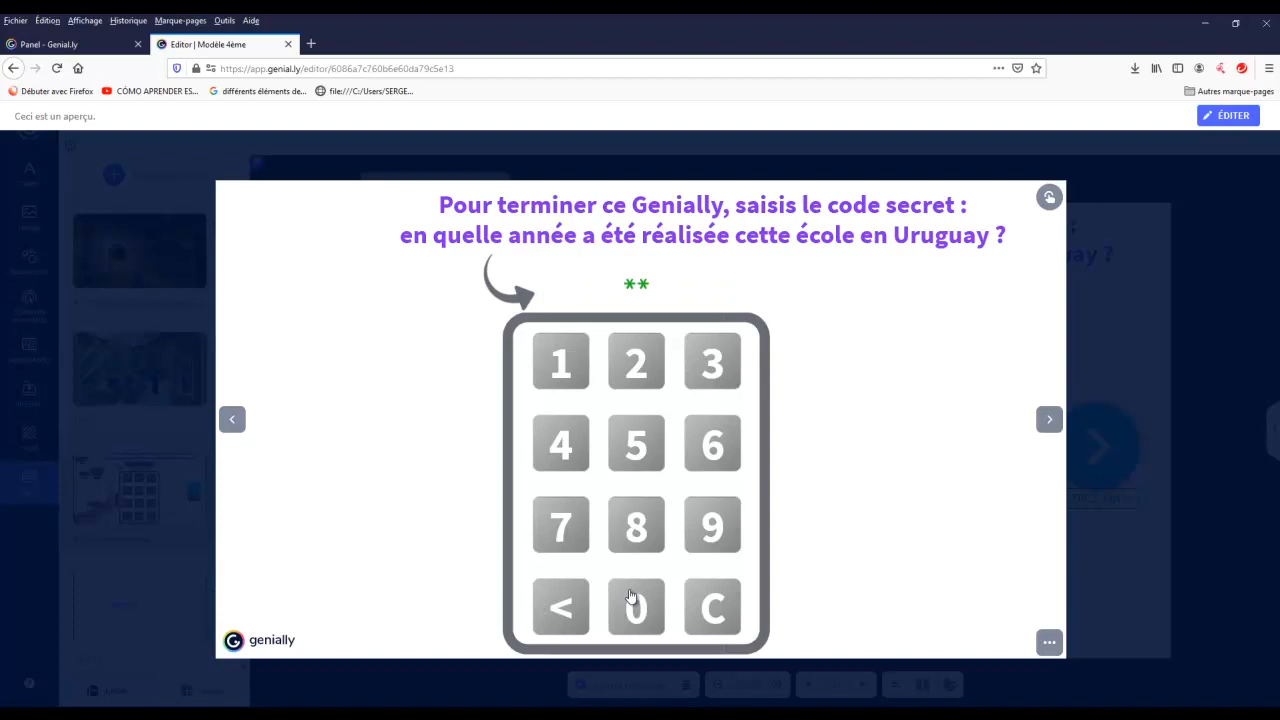 Fichier Édition Affichage Historique Marque-pages Outils Aide
Panel - Genial.ly
Editor | Modèle 4ème
https://app.genial.ly/editor/6086a7c760b6e60da79c5e13
Débuter avec Firefox CÓMO APRENDER ES... différents éléments de... file:///C:/Users/SERGE... Autres marque-pages
Ceci est un aperçu.
ÉDITER
Pour terminer ce Genially, saisis le code secret :
en quelle année a été réalisée cette école en Uruguay ?
**
1 2 3
4 5 6
7 8 9
< 0 C
genially